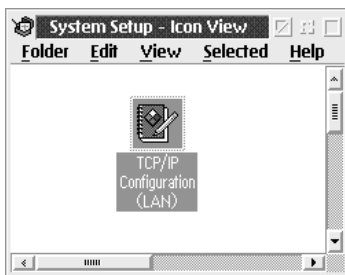 System Setup - Icon View
Folder Edit View Selected Help
TCP/IP
Configuration
(LAN)